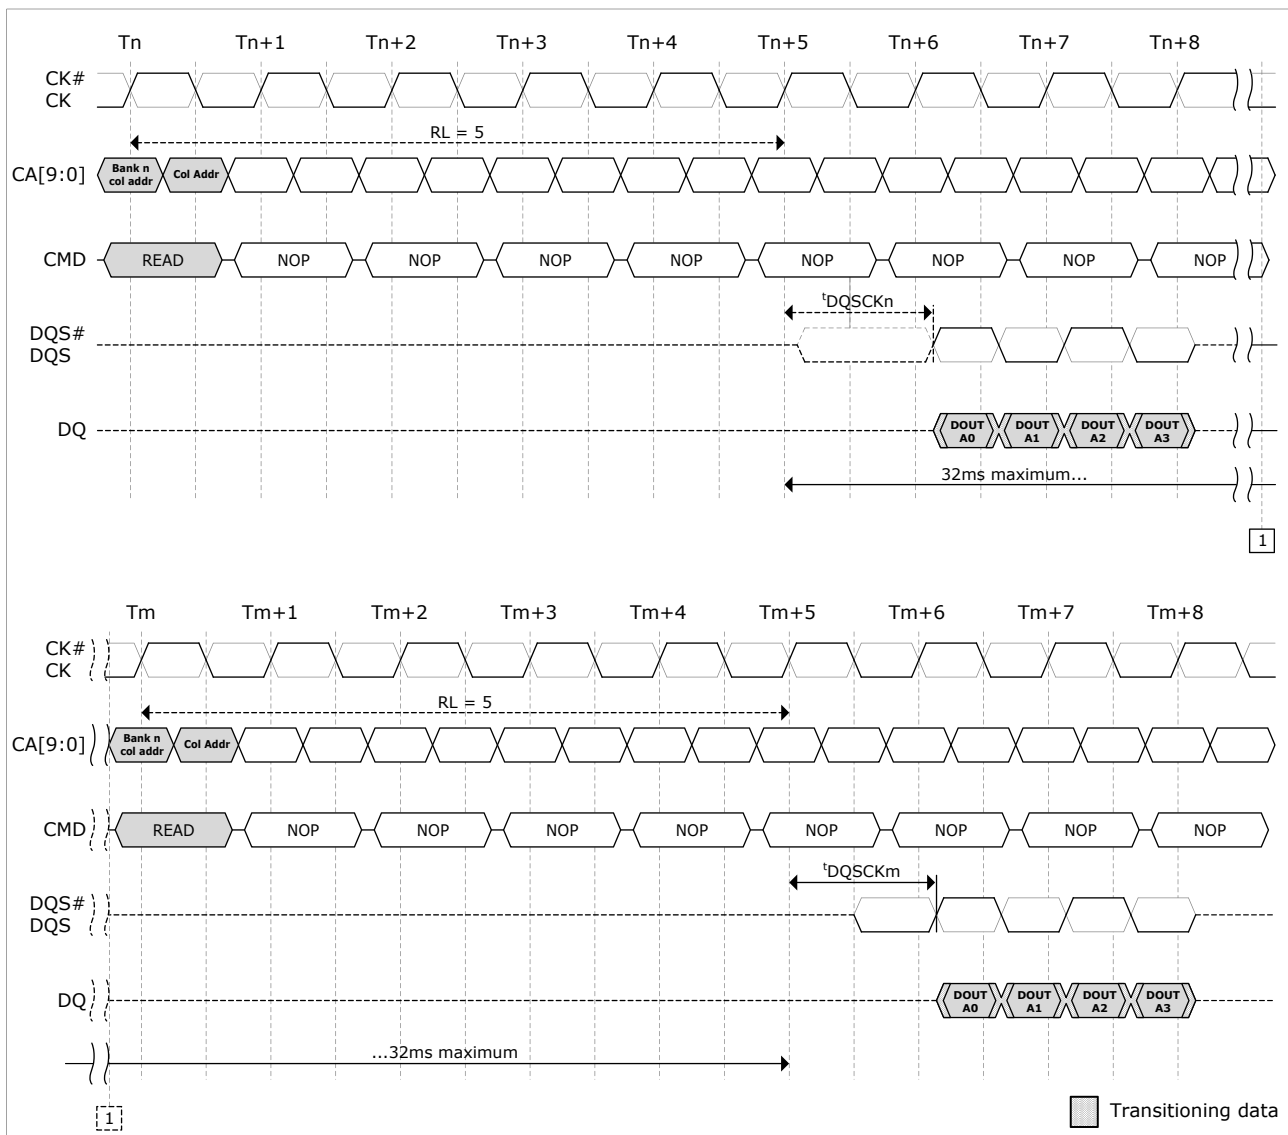 Tn Tn+1 Tn+2 Tn+3 Tn+4 Tn+5 Tn+6 Tn+7 Tn+8
CK#
CK
RL = 5
CA[9:0] Bank n col addr Col Addr
CMD READ NOP NOP NOP NOP NOP NOP NOP NOP
tDQSCKn
DQS#
DQS
DQ DOUT A0 DOUT A1 DOUT A2 DOUT A3
32ms maximum...
1
Tm Tm+1 Tm+2 Tm+3 Tm+4 Tm+5 Tm+6 Tm+7 Tm+8
CK#
CK
RL = 5
CA[9:0] Bank n col addr Col Addr
CMD READ NOP NOP NOP NOP NOP NOP NOP NOP
tDQSCKm
DQS#
DQS
DQ DOUT A0 DOUT A1 DOUT A2 DOUT A3
...32ms maximum
1
Transitioning data